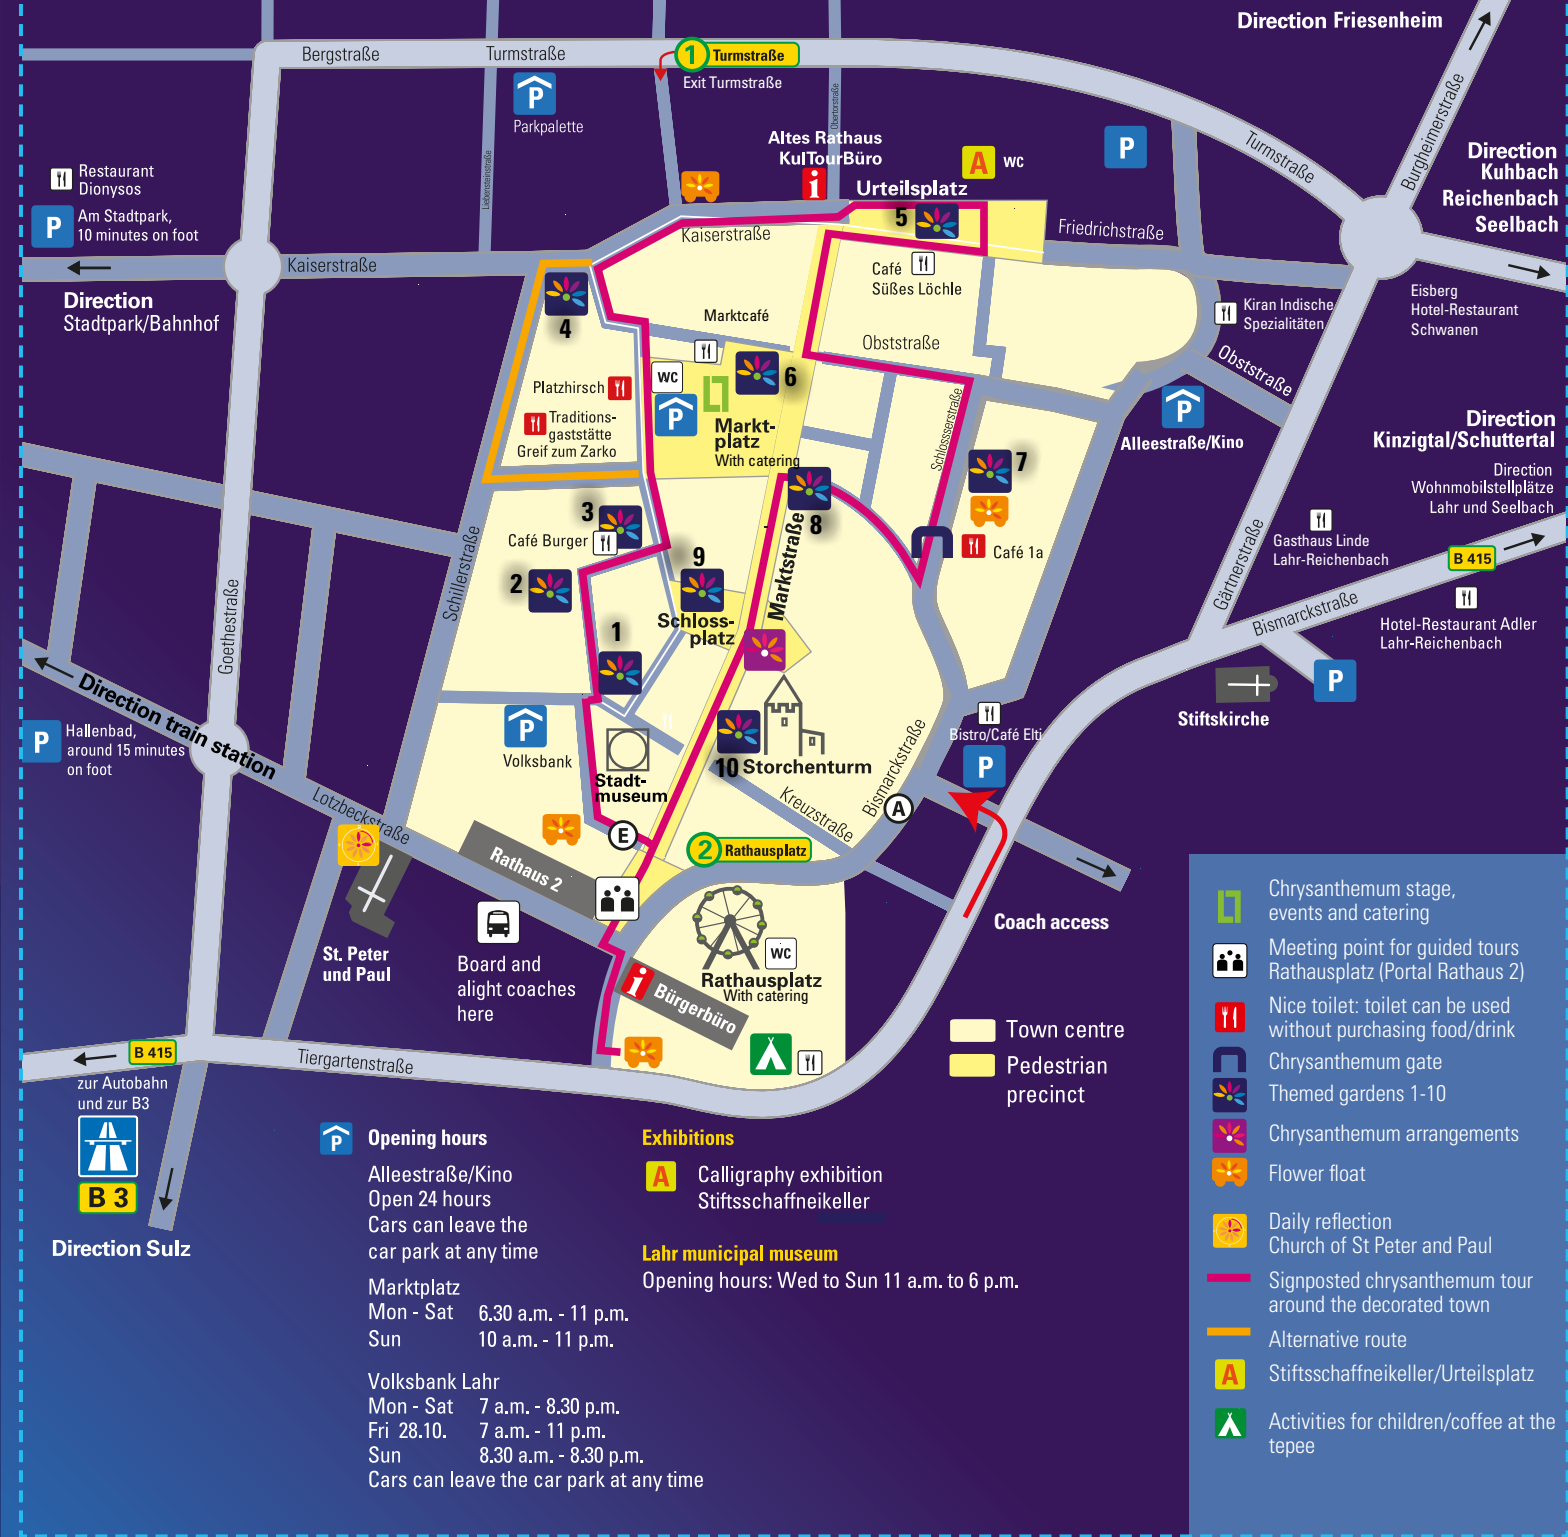 Direction Friesenheim
Bergstraße
Turmstraße
1
Turmstraße
Exit Turmstraße
P
Parkpalette
Liebensteinstraße
Obertorstraße
Altes Rathaus
KulTourBüro
i
A
WC
P
Turmstraße
Burgheimerstraße
Direction
Kuhbach
Reichenbach
Seelbach
Restaurant
Dionysos
P
Am Stadtpark,
10 minutes on foot
Urteilsplatz
5
Kaiserstraße
Friedrichstraße
Kaiserstraße
Direction
Stadtpark/Bahnhof
Café
Süßes Löchle
Eisberg
Hotel-Restaurant
Schwanen
Kiran Indische
Spezialitäten
4
Marktcafé
Obststraße
Obststraße
Platzhirsch
WC
P
6
Traditions-
gaststätte
Greif zum Zarko
Markt-
platz
With catering
Schlosserstraße
P
Alleestraße/Kino
Direction
Kinzigtal/Schuttertal
Direction
Wohnmobilstellplätze
Lahr und Seelbach
7
3
Café Burger
8
Marktstraße
Café 1a
Gasthaus Linde
Lahr-Reichenbach
B 415
Schillerstraße
Goethestraße
2
9
Schloss-
platz
1
Gärtnerstraße
Bismarckstraße
Hotel-Restaurant Adler
Lahr-Reichenbach
P
Stiftskirche
Direction train station
P
Hallenbad,
around 15 minutes
on foot
P
Volksbank
Stadt-
museum
10
Storchenturm
Bistro/Café Elti
P
Bismarckstraße
Kreuzstraße
A
Lotzbeckstraße
E
2
Rathausplatz
Rathaus 2
St. Peter
und Paul
Board and
alight coaches
here
WC
Rathausplatz
With catering
i
Bürgerbüro
Coach access
Town centre
Pedestrian
precinct
B 415
zur Autobahn
und zur B3
B 3
Direction Sulz
Tiergartenstraße
P
Opening hours
Alleestraße/Kino
Open 24 hours
Cars can leave the
car park at any time
Marktplatz
Mon - Sat 6.30 a.m. - 11 p.m.
Sun 10 a.m. - 11 p.m.
Volksbank Lahr
Mon - Sat 7 a.m. - 8.30 p.m.
Fri 28.10. 7 a.m. - 11 p.m.
Sun 8.30 a.m. - 8.30 p.m.
Cars can leave the car park at any time
Exhibitions
A
Calligraphy exhibition
Stiftsschaffneikeller
Lahr municipal museum
Opening hours: Wed to Sun 11 a.m. to 6 p.m.
Chrysanthemum stage,
events and catering
Meeting point for guided tours
Rathausplatz (Portal Rathaus 2)
Nice toilet: toilet can be used
without purchasing food/drink
Chrysanthemum gate
Themed gardens 1-10
Chrysanthemum arrangements
Flower float
Daily reflection
Church of St Peter and Paul
Signposted chrysanthemum tour
around the decorated town
Alternative route
A
Stiftsschaffneikeller/Urteilsplatz
Activities for children/coffee at the
tepee